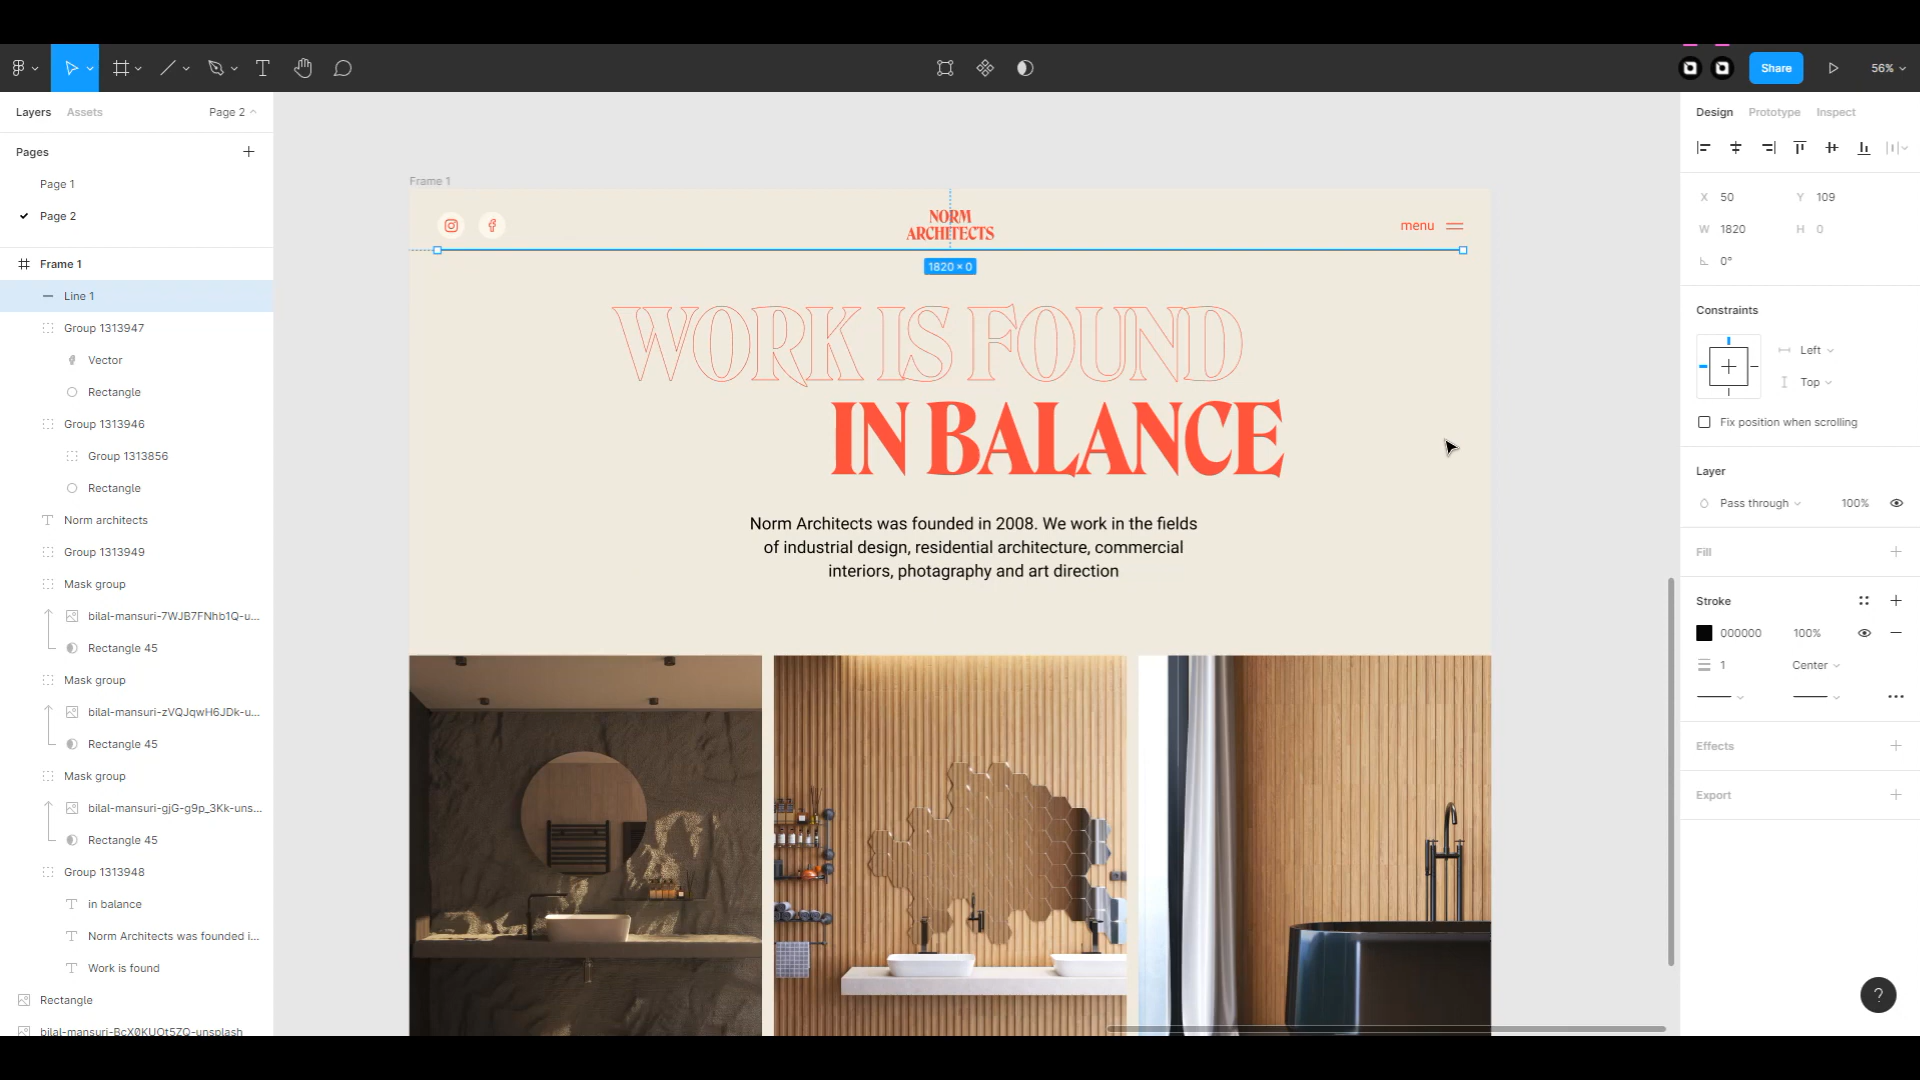 Share
56%
Layers
Assets
Page 2
Pages
Page 1
Page 2
Frame 1
Line 1
Group 1313947
Vector
Rectangle
Group 1313946
Group 1313856
Rectangle
Norm architects
Group 1313949
Mask group
bilal-mansuri-7WJB7FNhb1Q-u...
Rectangle 45
Mask group
bilal-mansuri-zVQJqwH6JDk-u...
Rectangle 45
Mask group
bilal-mansuri-gjG-g9p_3Kk-uns...
Rectangle 45
Group 1313948
in balance
Norm Architects was founded i...
Work is found
Rectangle
bilal-mansuri-BcX0KUOt5ZQ-unsplash
Frame 1
NORM
ARCHITECTS
menu
1820 × 0
WORK IS FOUND
IN BALANCE
Norm Architects was founded in 2008. We work in the fields
of industrial design, residential architecture, commercial
interiors, photagraphy and art direction
Design
Prototype
Inspect
X 50
Y 109
W 1820
H 0
0°
Constraints
Left
Top
Fix position when scrolling
Layer
Pass through
100%
Fill
Stroke
000000
100%
1
Center
Effects
Export
?